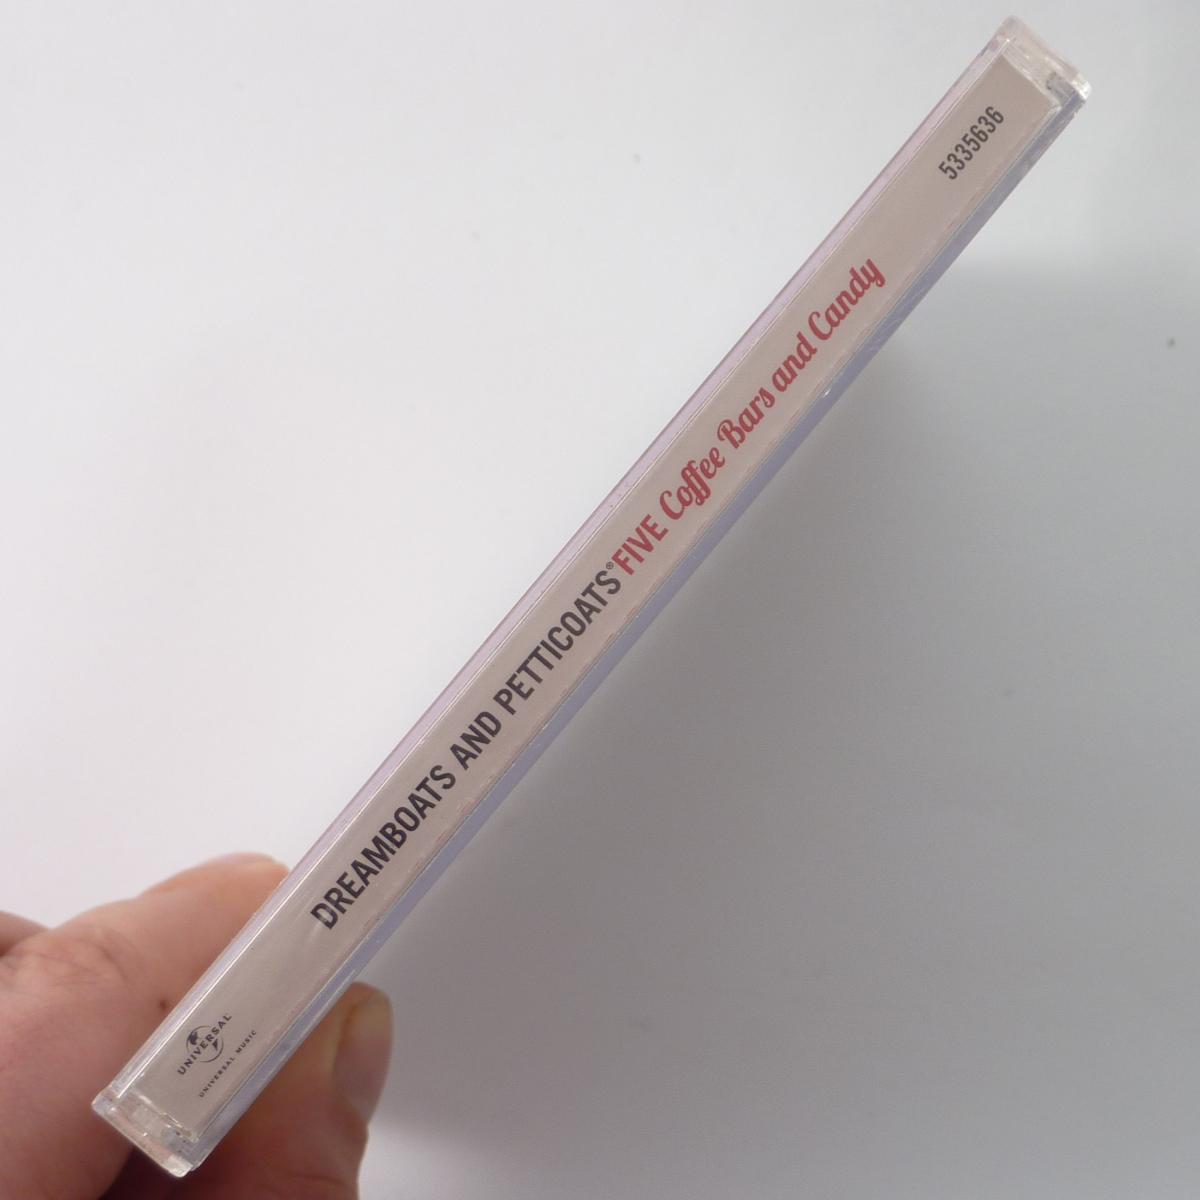 UNIVERSAL
UNIVERSAL MUSIC
DREAMBOATS AND PETTICOATS® FIVE Coffee Bars and Candy
5335636